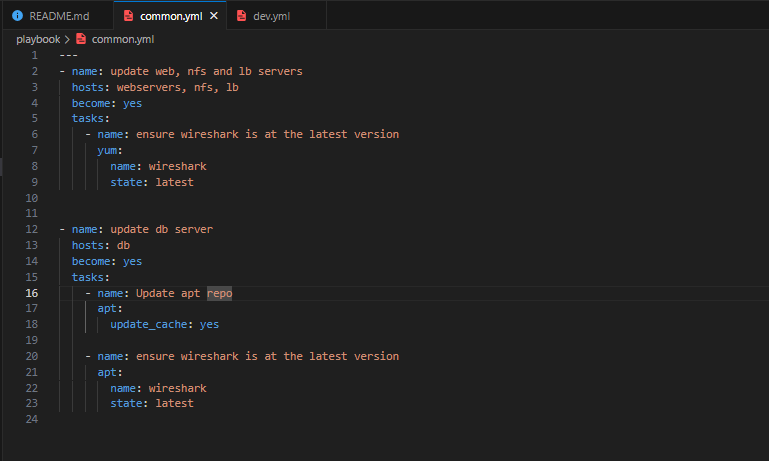 README.md common.yml dev.yml
playbook > common.yml
1 ---
2 - name: update web, nfs and lb servers
3   hosts: webservers, nfs, lb
4   become: yes
5   tasks:
6     - name: ensure wireshark is at the latest version
7       yum:
8         name: wireshark
9         state: latest
10
11
12 - name: update db server
13   hosts: db
14   become: yes
15   tasks:
16     - name: Update apt repo
17       apt:
18         update_cache: yes
19
20     - name: ensure wireshark is at the latest version
21       apt:
22         name: wireshark
23         state: latest
24